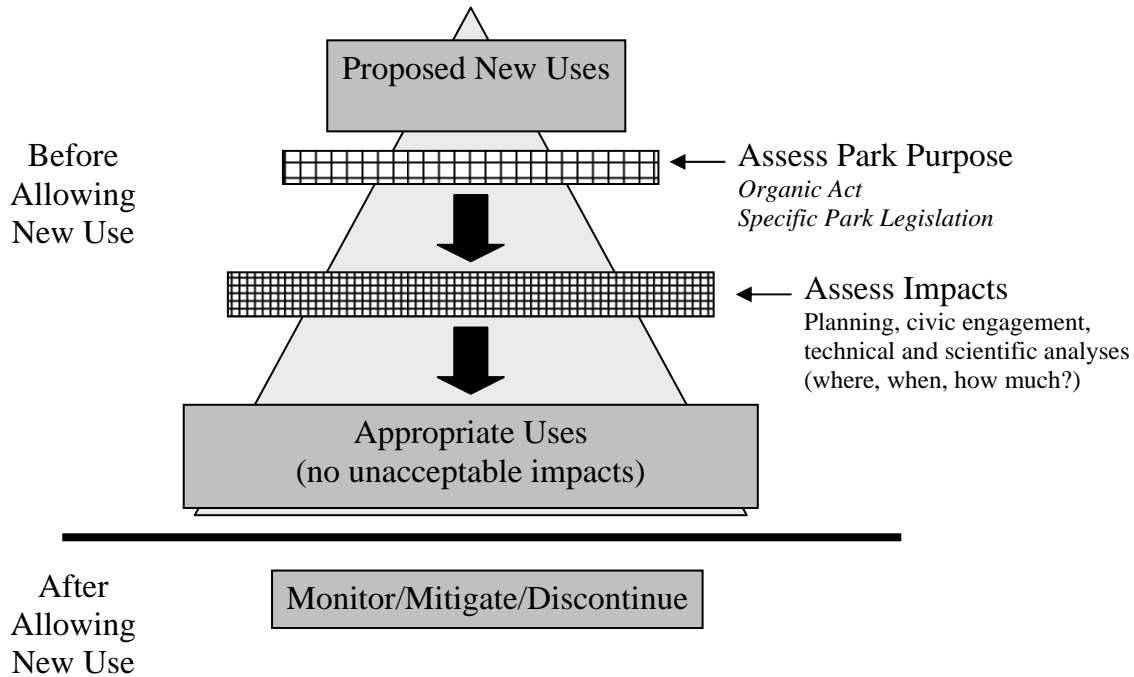 Proposed New Uses
Before
Allowing
New Use
Assess Park Purpose
Organic Act
Specific Park Legislation
Assess Impacts
Planning, civic engagement,
technical and scientific analyses
(where, when, how much?)
Appropriate Uses
(no unacceptable impacts)
After
Allowing
New Use
Monitor/Mitigate/Discontinue